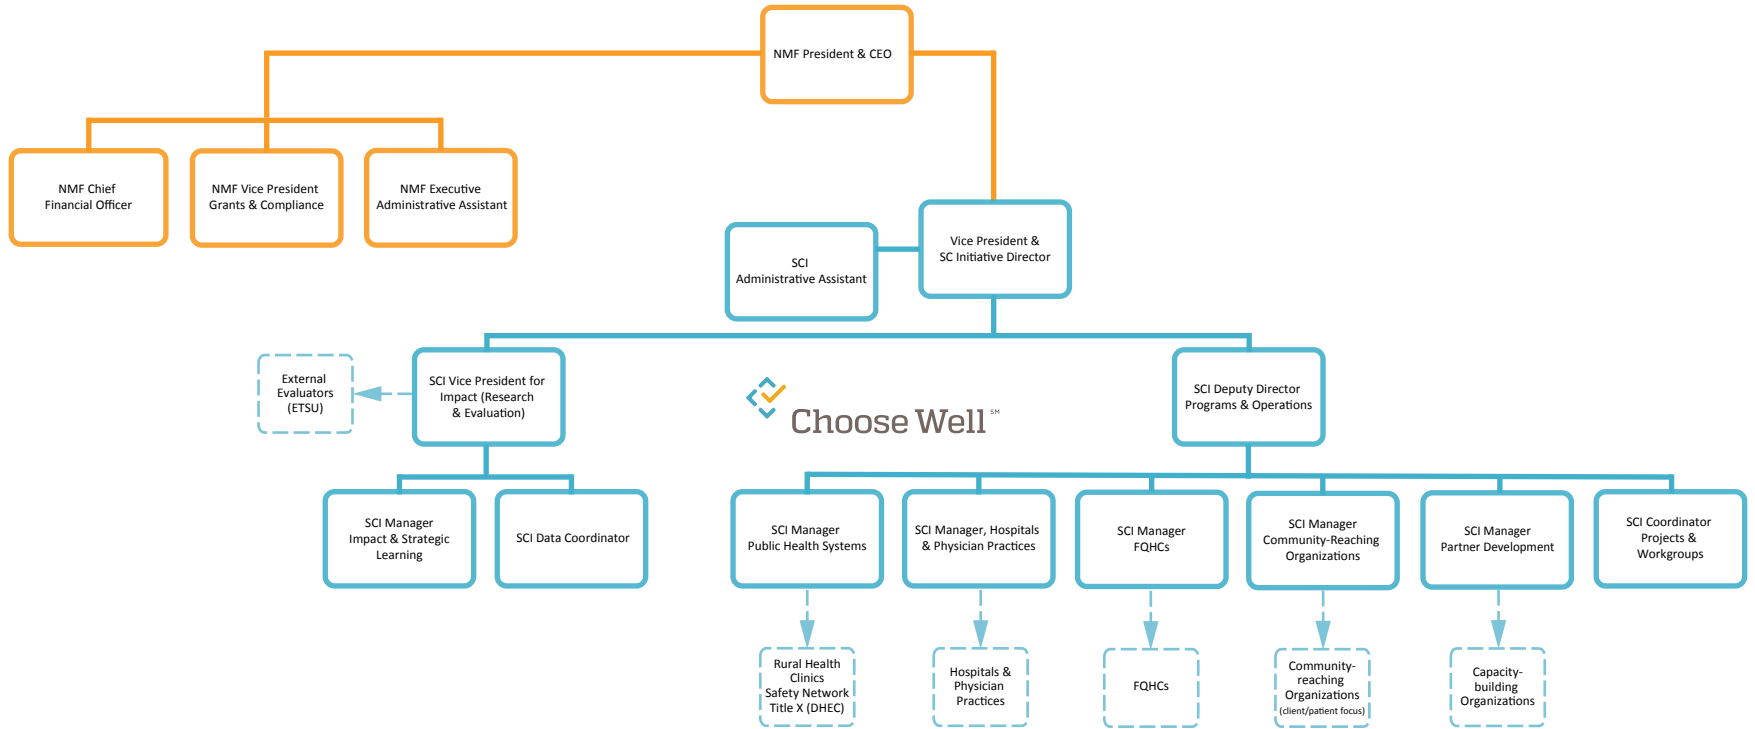 NMF President & CEO
NMF Chief
Financial Officer
NMF Vice President
Grants & Compliance
NMF Executive
Administrative Assistant
Vice President &
SC Initiative Director
SCI
Administrative Assistant
External
Evaluators
(ETSU)
SCI Vice President for
Impact (Research
& Evaluation)
Choose Well℠
SCI Deputy Director
Programs & Operations
SCI Manager
Impact & Strategic
Learning
SCI Data Coordinator
SCI Manager
Public Health Systems
SCI Manager, Hospitals
& Physician Practices
SCI Manager
FQHCs
SCI Manager
Community-Reaching
Organizations
SCI Manager
Partner Development
SCI Coordinator
Projects &
Workgroups
Rural Health
Clinics
Safety Network
Title X (DHEC)
Hospitals &
Physician
Practices
FQHCs
Community-
reaching
Organizations
(client/patient focus)
Capacity-
building
Organizations